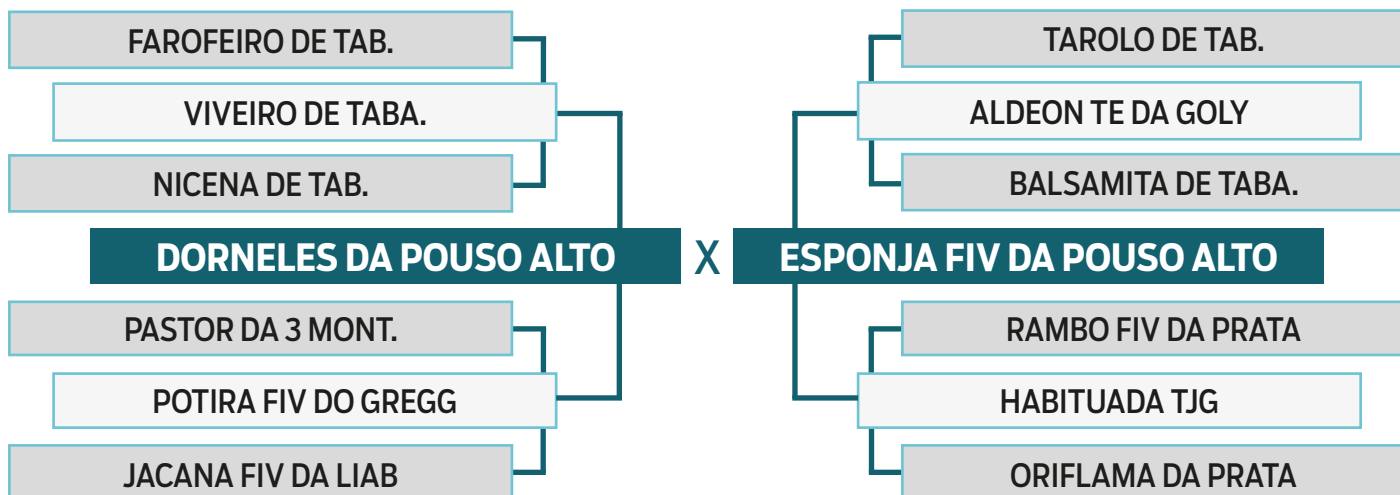 FAROFEIRO DE TAB.
VIVEIRO DE TABA.
NICENA DE TAB.
TAROLO DE TAB.
ALDEON TE DA GOLY
BALSAMITA DE TABA.
DORNELES DA POUSO ALTO X ESPONJA FIV DA POUSO ALTO
PASTOR DA 3 MONT.
POTIRA FIV DO GREGG
JACANA FIV DA LIAB
RAMBO FIV DA PRATA
HABITUADA TJG
ORIFLAMA DA PRATA